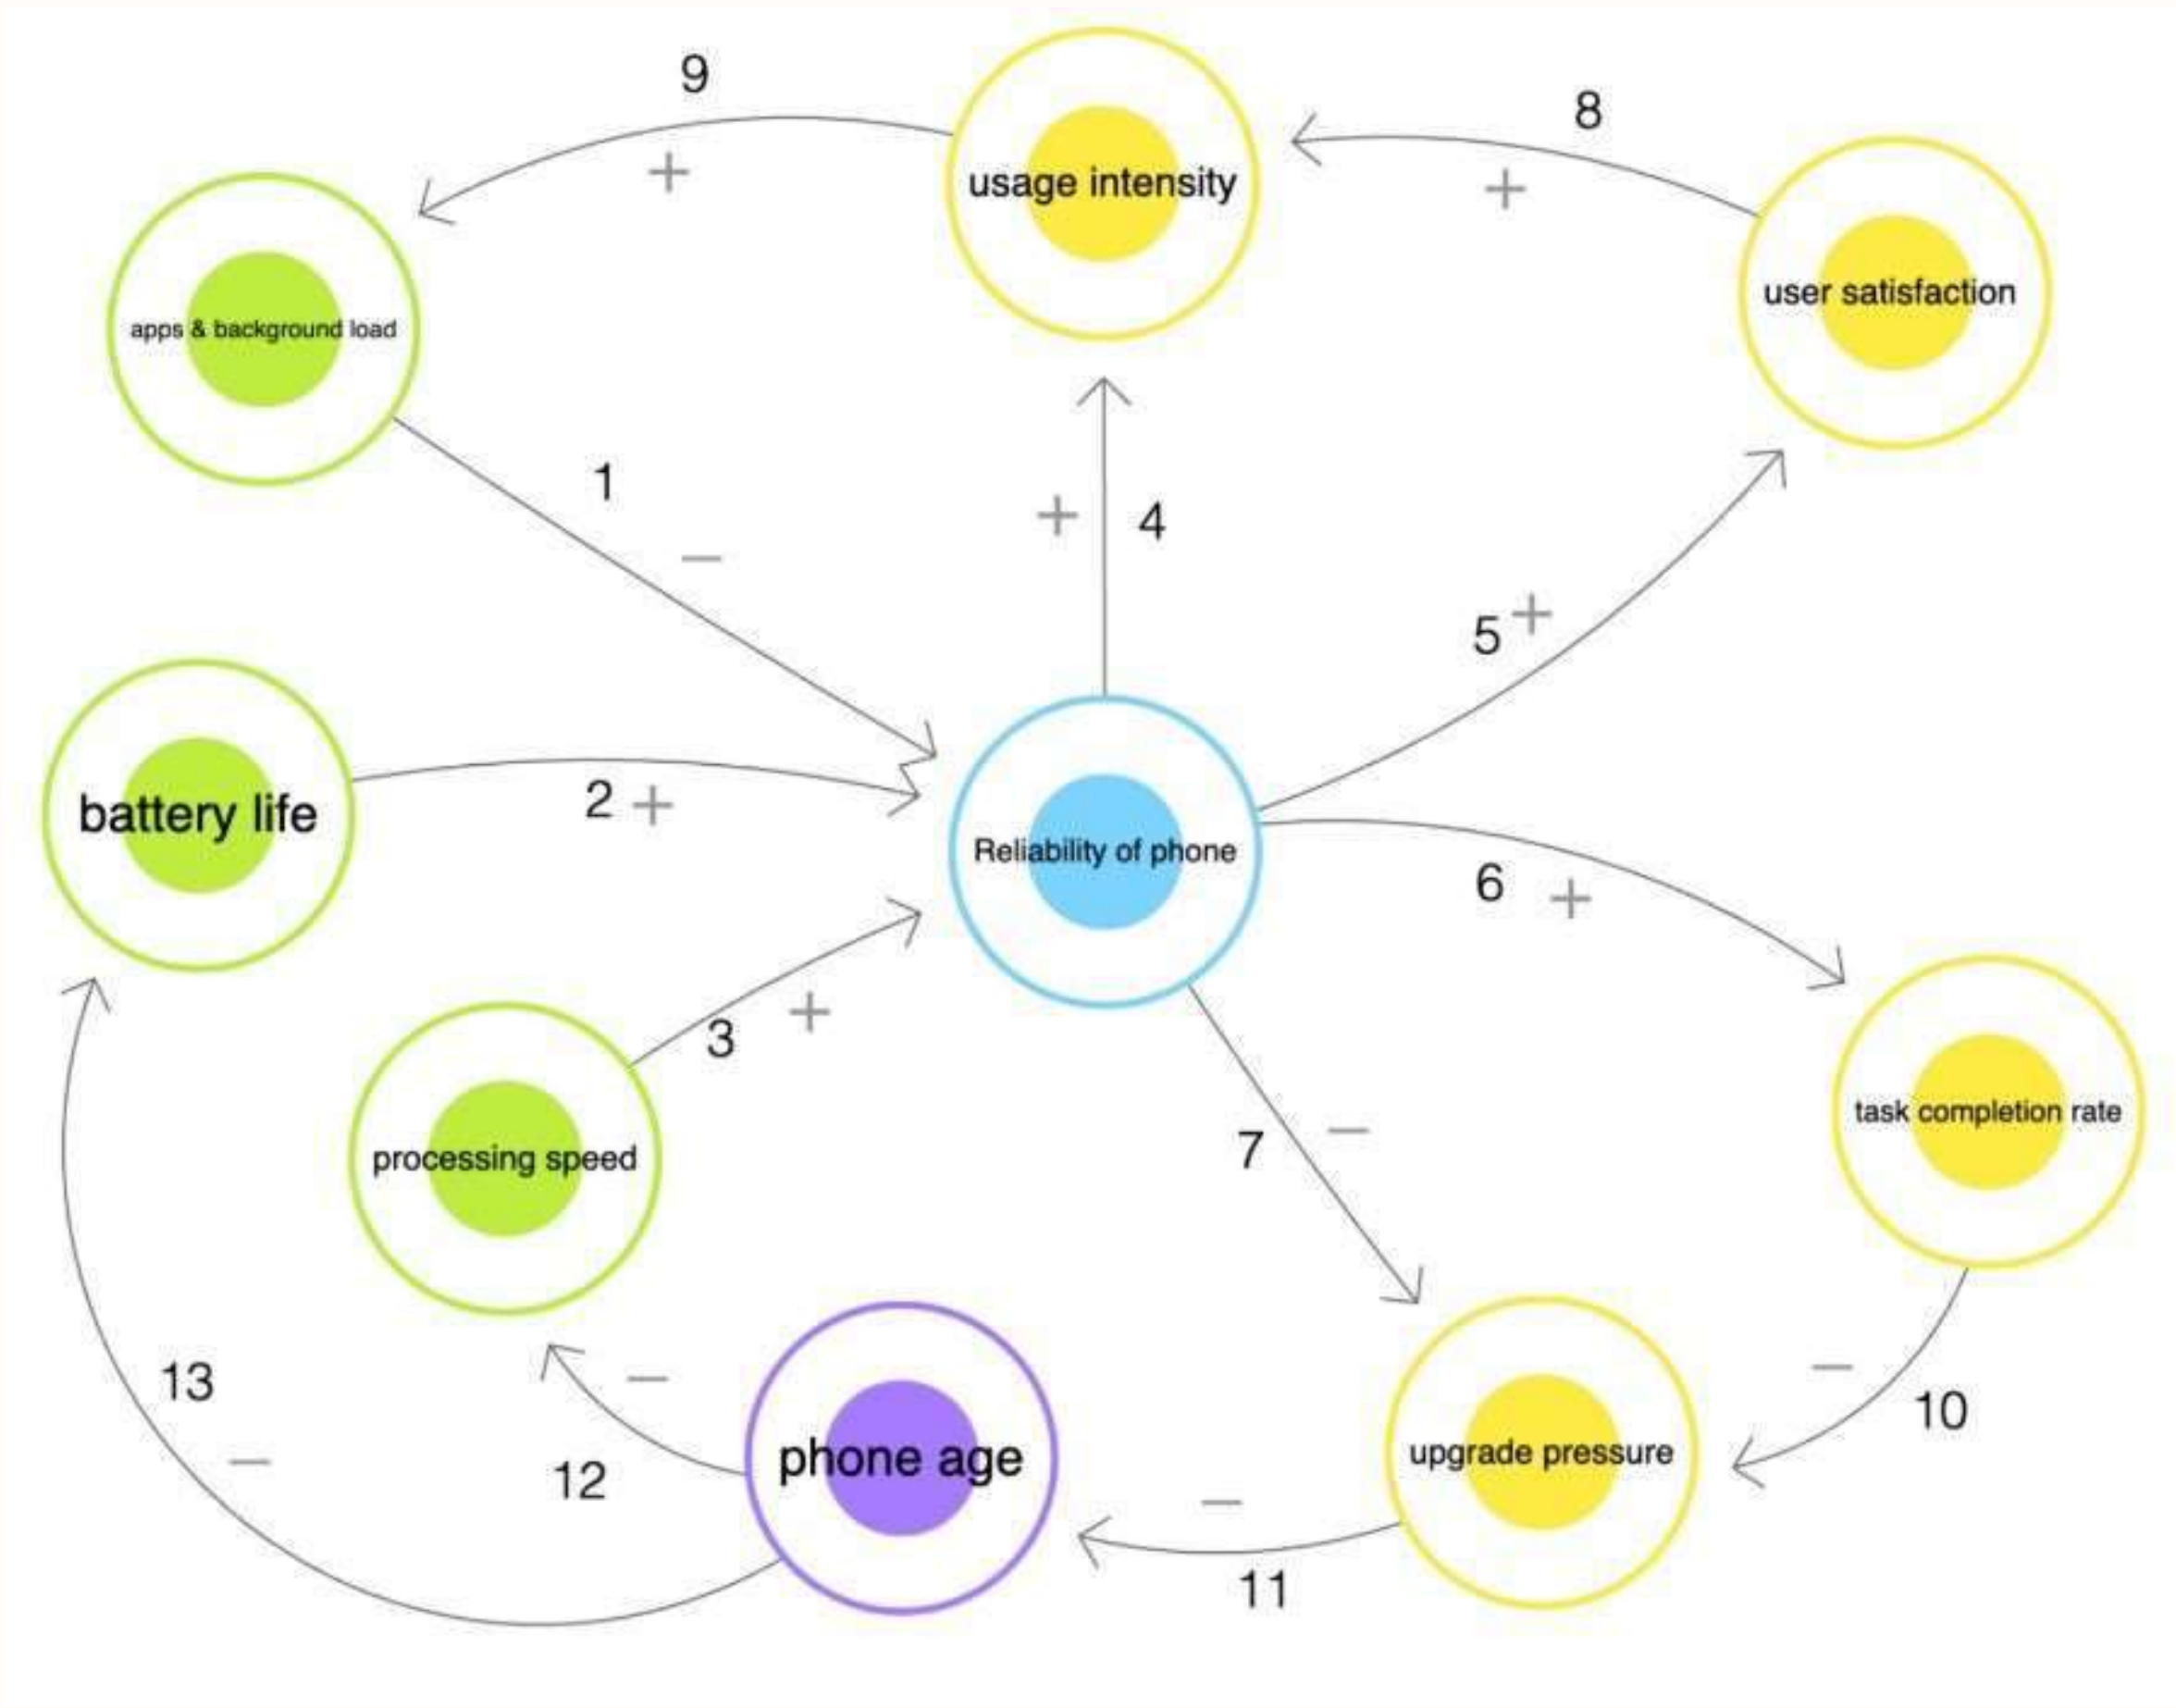 9
8
+
usage intensity
+
user satisfaction
apps & background load
1
−
+
4
5
+
battery life
2
+
Reliability of phone
6
+
3
+
task completion rate
processing speed
7
−
13
−
−
12
phone age
upgrade pressure
−
10
−
11